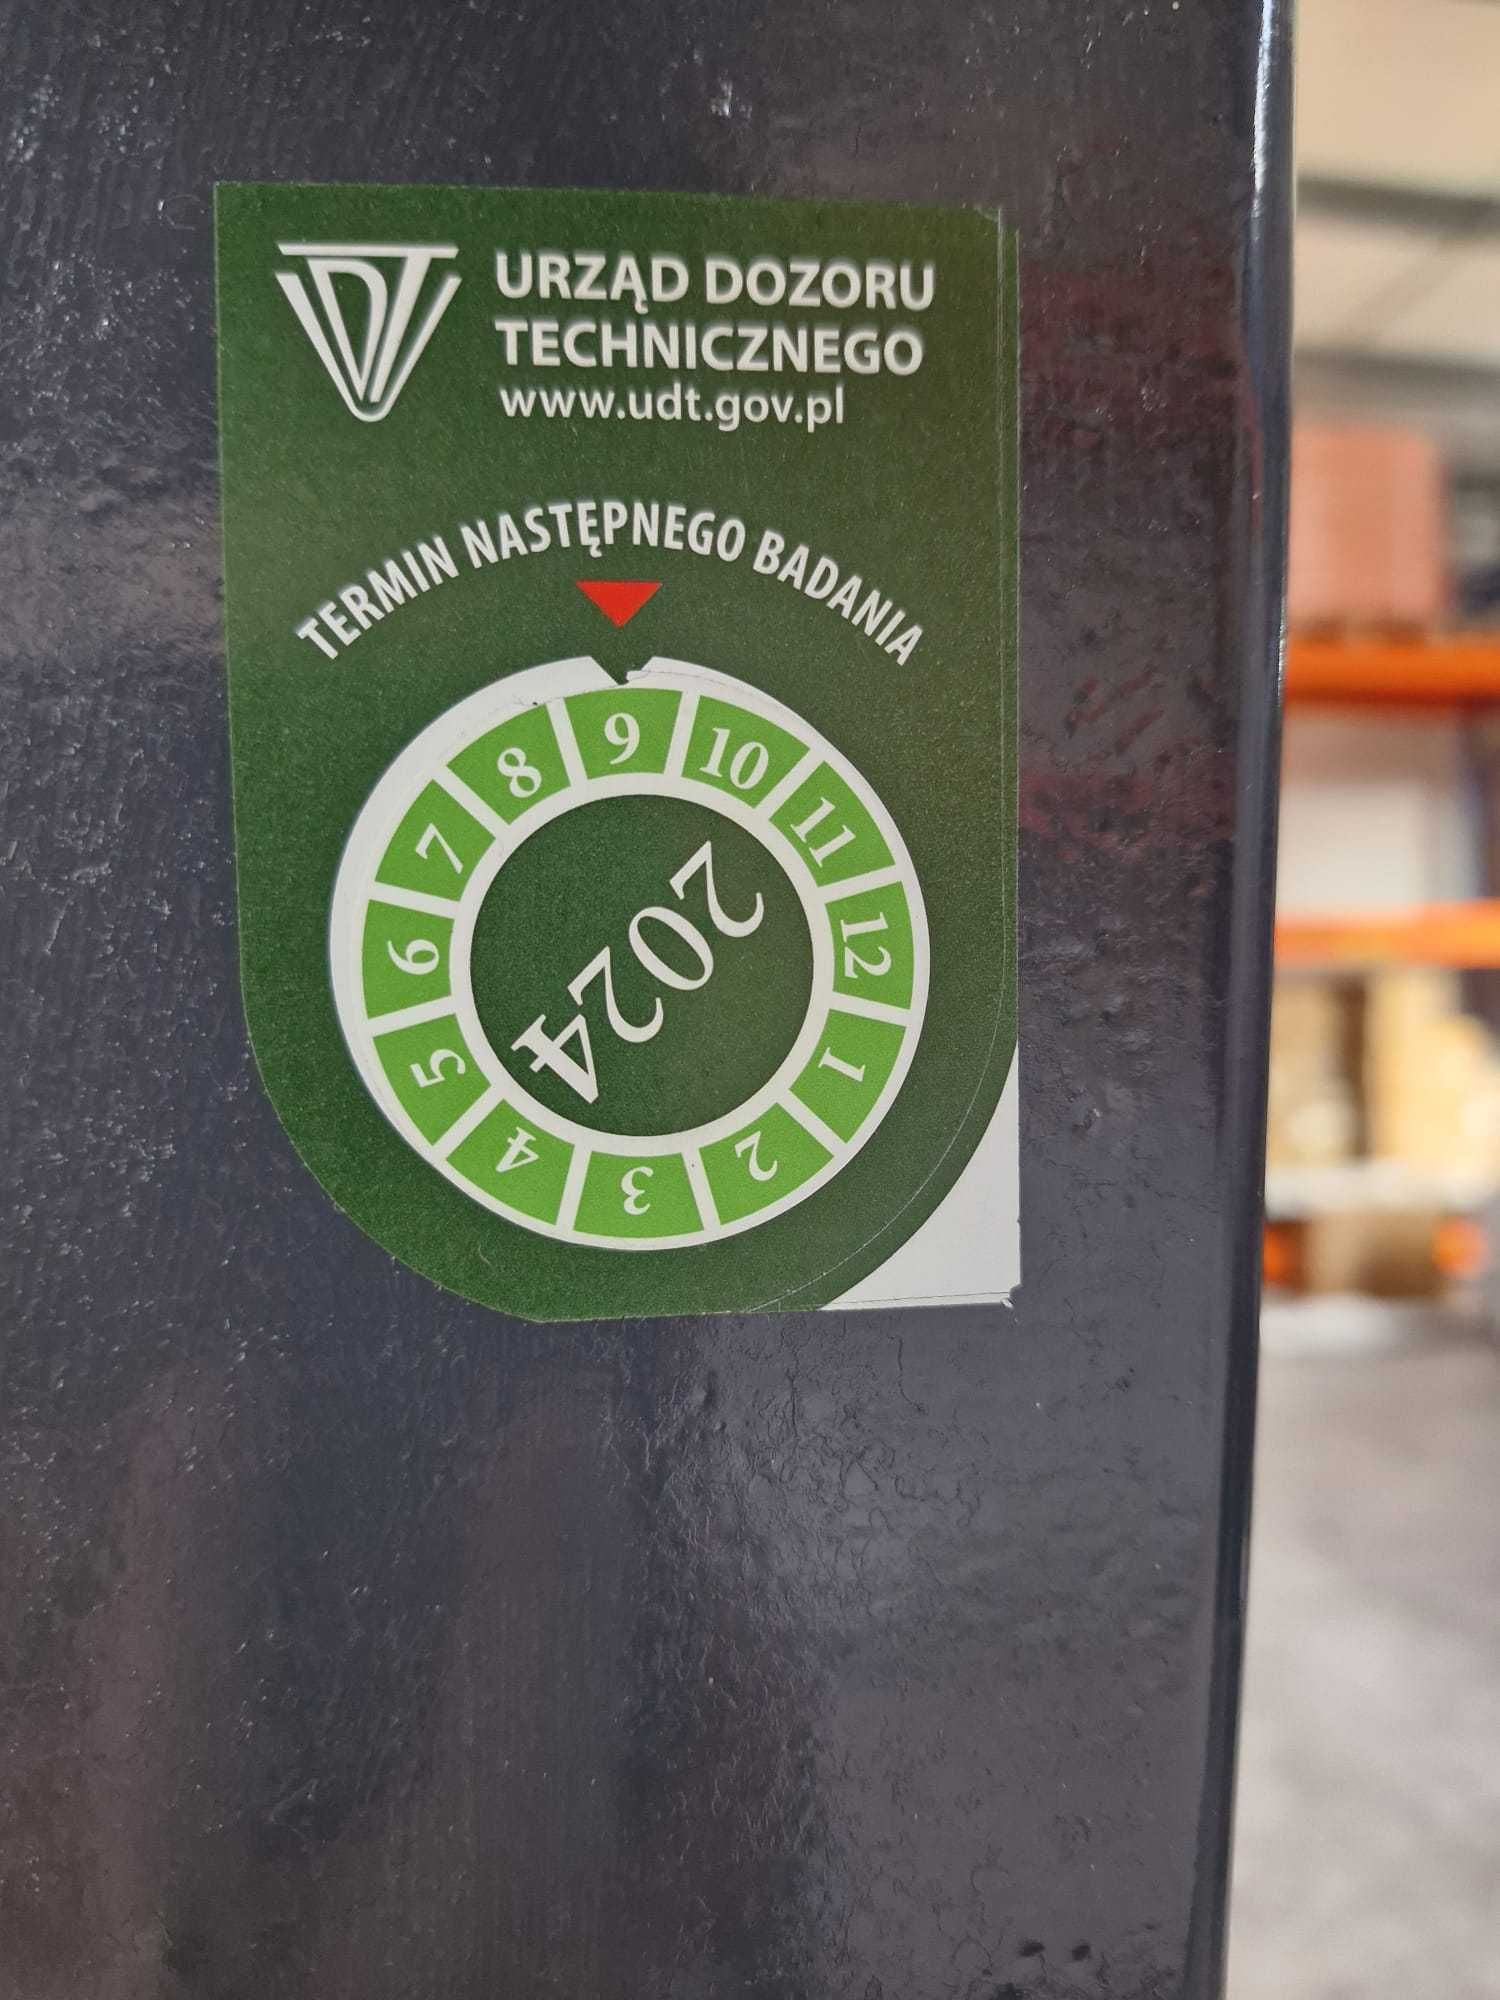 UDT
URZĄD DOZORU
TECHNICZNEGO
www.udt.gov.pl
TERMIN NASTĘPNEGO BADANIA
1
2
3
4
5
6
7
8
9
10
11
12
2024